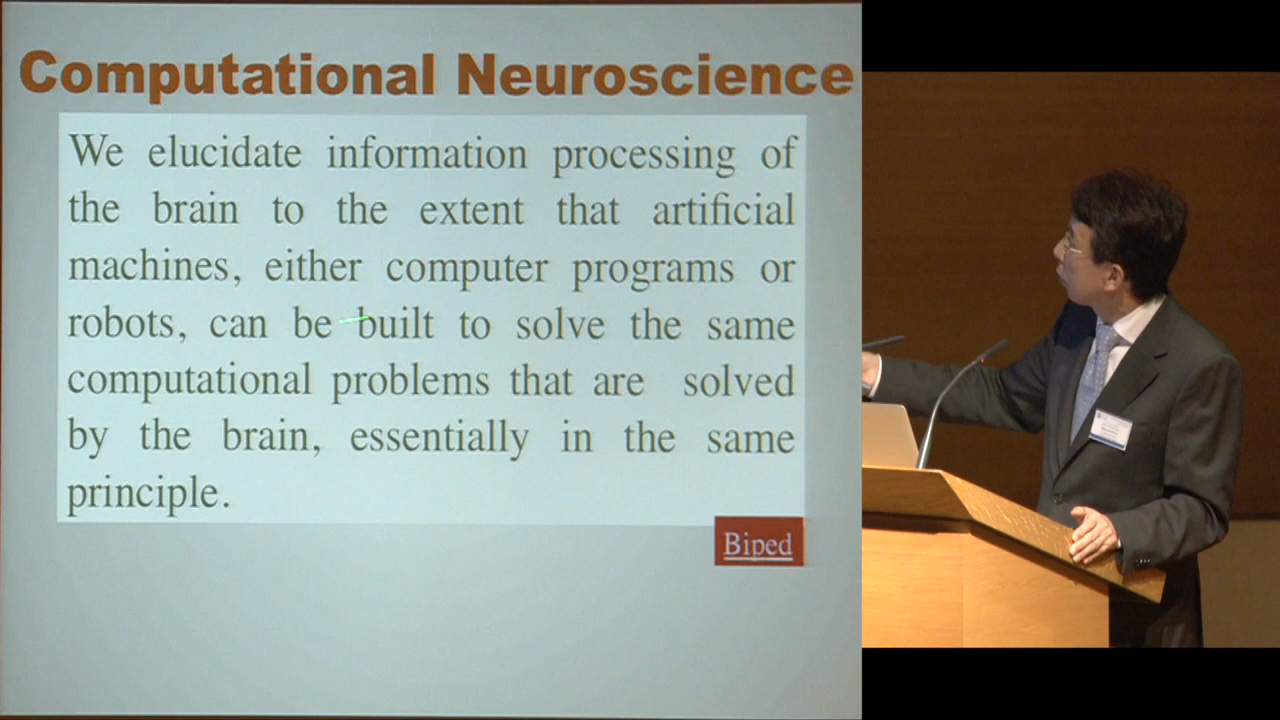 Computational Neuroscience
We elucidate information processing of
the brain to the extent that artificial
machines, either computer programs or
robots, can be built to solve the same
computational problems that are solved
by the brain, essentially in the same
principle.
Biped